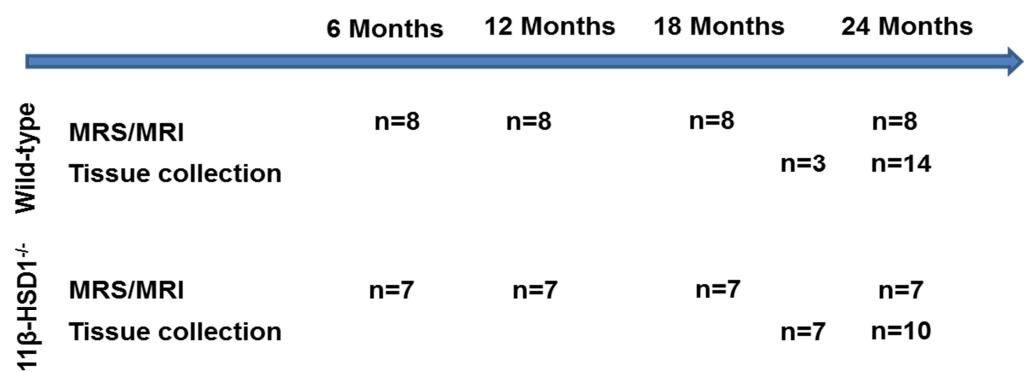 6 Months 12 Months 18 Months 24 Months
Wild-type
MRS/MRI n=8 n=8 n=8 n=8
Tissue collection n=3 n=14
11β-HSD1-/-
MRS/MRI n=7 n=7 n=7 n=7
Tissue collection n=7 n=10